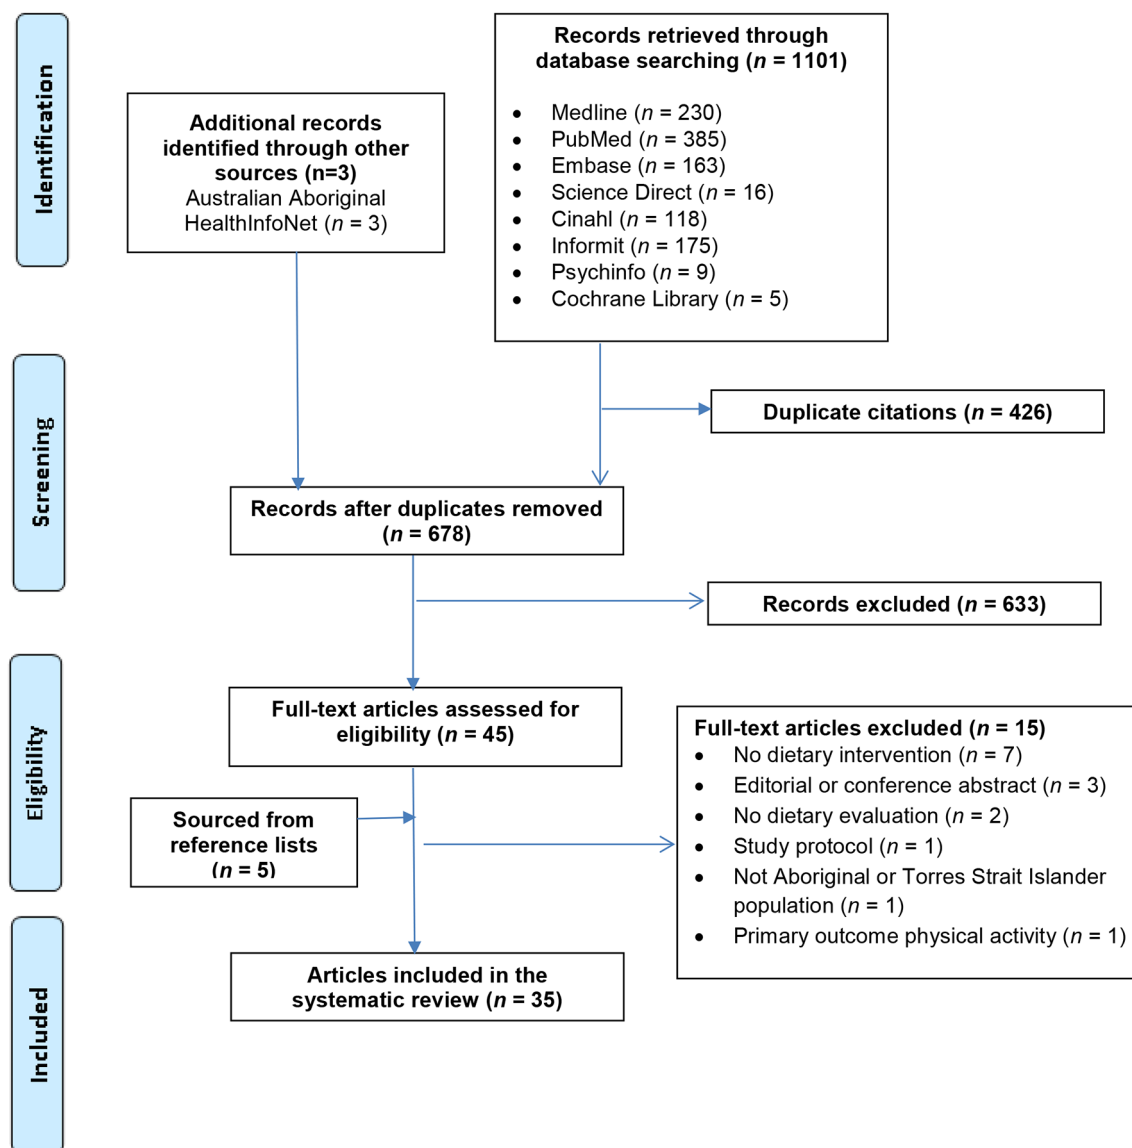 Identification
Records retrieved through
database searching (n = 1101)
• Medline (n = 230)
• PubMed (n = 385)
• Embase (n = 163)
• Science Direct (n = 16)
• Cinahl (n = 118)
• Informit (n = 175)
• Psychinfo (n = 9)
• Cochrane Library (n = 5)
Additional records
identified through other
sources (n=3)
Australian Aboriginal
HealthInfoNet (n = 3)
Screening
Duplicate citations (n = 426)
Records after duplicates removed
(n = 678)
Records excluded (n = 633)
Eligibility
Full-text articles assessed for
eligibility (n = 45)
Full-text articles excluded (n = 15)
• No dietary intervention (n = 7)
• Editorial or conference abstract (n = 3)
• No dietary evaluation (n = 2)
• Study protocol (n = 1)
• Not Aboriginal or Torres Strait Islander
population (n = 1)
• Primary outcome physical activity (n = 1)
Sourced from
reference lists
(n = 5)
Included
Articles included in the
systematic review (n = 35)